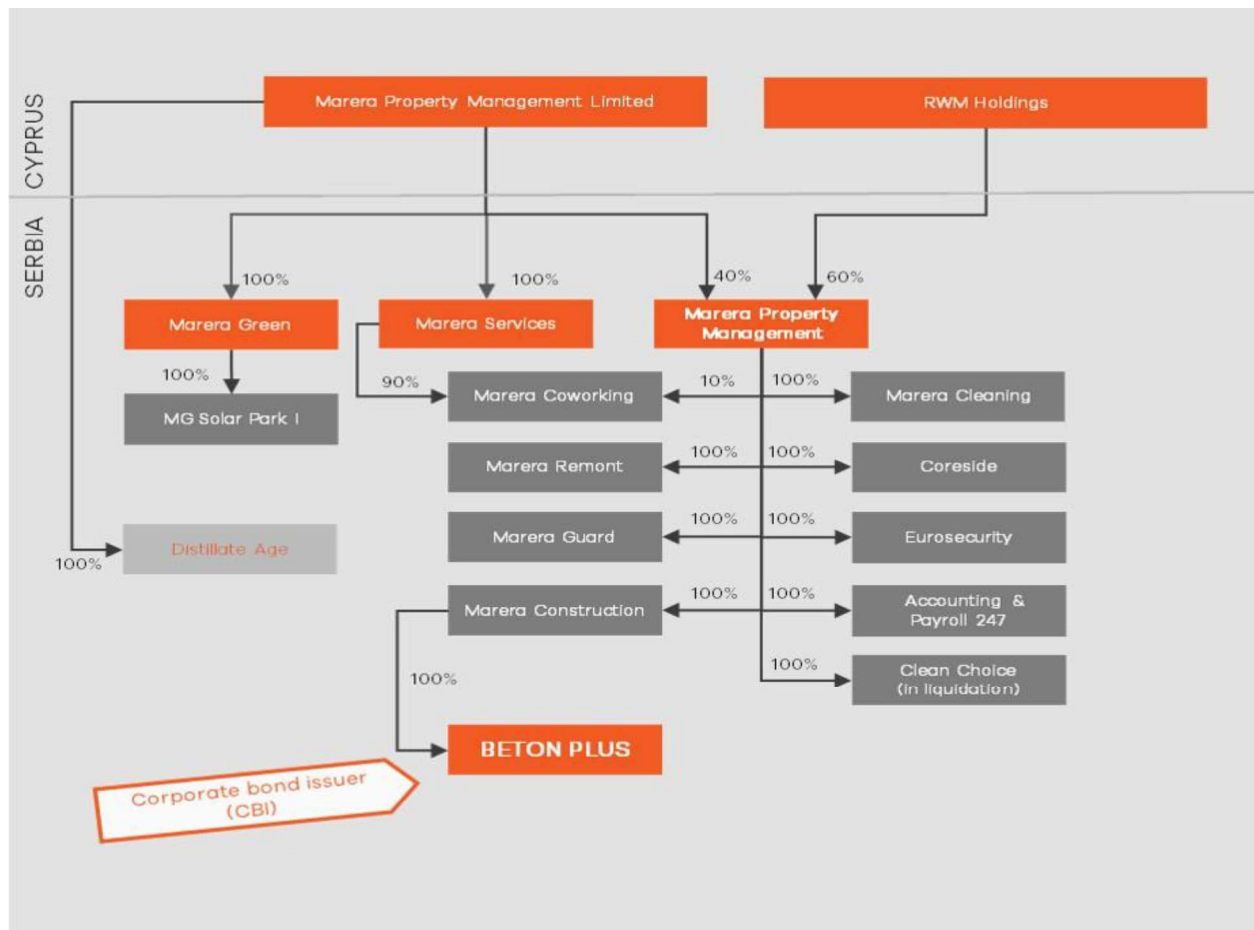 CYPRUS
Marera Property Management Limited
RWM Holdings
SERBIA
100%
100%
40%
60%
Marera Green
Marera Services
Marera Property
Management
100%
90%
10%
100%
MG Solar Park I
Marera Coworking
Marera Cleaning
100%
100%
Marera Remont
Coreside
100%
100%
Distillate Age
100%
Marera Guard
Eurosecurity
100%
100%
Marera Construction
Accounting &
Payroll 247
100%
100%
Clean Choice
(in liquidation)
BETON PLUS
Corporate bond issuer
(CBI)